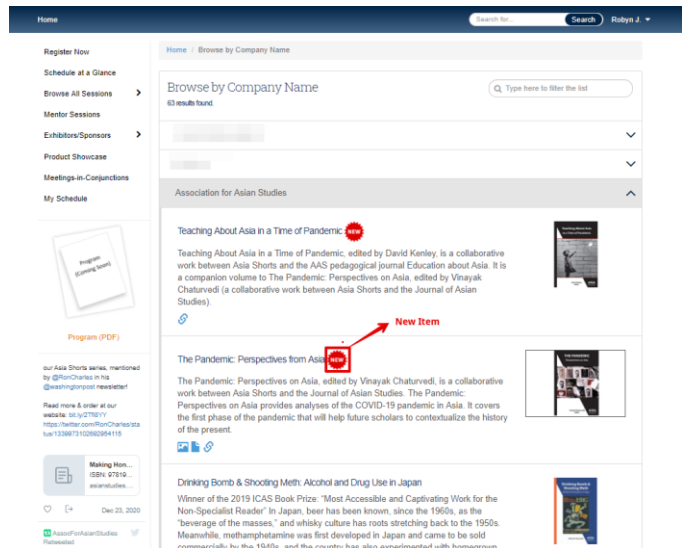 Home
Search for...
Search
Robyn J.
Register Now
Schedule at a Glance
Browse All Sessions
Mentor Sessions
Exhibitors/Sponsors
Product Showcase
Meetings-in-Conjunctions
My Schedule
Program
(Coming Soon)
Program (PDF)
our Asia Shorts series, mentioned
by @RonCharles in his
@washingtonpost newsletter!
Read more & order at our
website:
https://twitter.com/RonCharles/sta
Making Hon...
ISBN: 97819...
asianstudies....
Dec 23, 2020
AssocForAsianStudies
Retweeted
Home / Browse by Company Name
Browse by Company Name
63 results found.
Type here to filter the list
Association for Asian Studies
Teaching About Asia in a Time of Pandemic
NEW
Teaching About Asia in a Time of Pandemic, edited by David Kenley, is a collaborative
work between Asia Shorts and the AAS pedagogical journal Education about Asia. It is
a companion volume to The Pandemic: Perspectives on Asia, edited by Vinayak
Chaturvedi (a collaborative work between Asia Shorts and the Journal of Asian
Studies).
New Item
The Pandemic: Perspectives from Asia
NEW
The Pandemic: Perspectives on Asia, edited by Vinayak Chaturvedi, is a collaborative
work between Asia Shorts and the Journal of Asian Studies. The Pandemic:
Perspectives on Asia provides analyses of the COVID-19 pandemic in Asia. It covers
the first phase of the pandemic that will help future scholars to contextualize the history
of the present.
THE PANDEMIC
Drinking Bomb & Shooting Meth: Alcohol and Drug Use in Japan
Winner of the 2019 ICAS Book Prize: "Most Accessible and Captivating Work for the
Non-Specialist Reader" In Japan, beer has been known, since the 1960s, as the
"beverage of the masses," and whisky culture has roots stretching back to the 1950s.
Meanwhile, methamphetamine was first developed in Japan and came to be sold
commercially by the 1940s, and the country has also experimented with homegrown
Drinking Bomb &
Shooting Meth